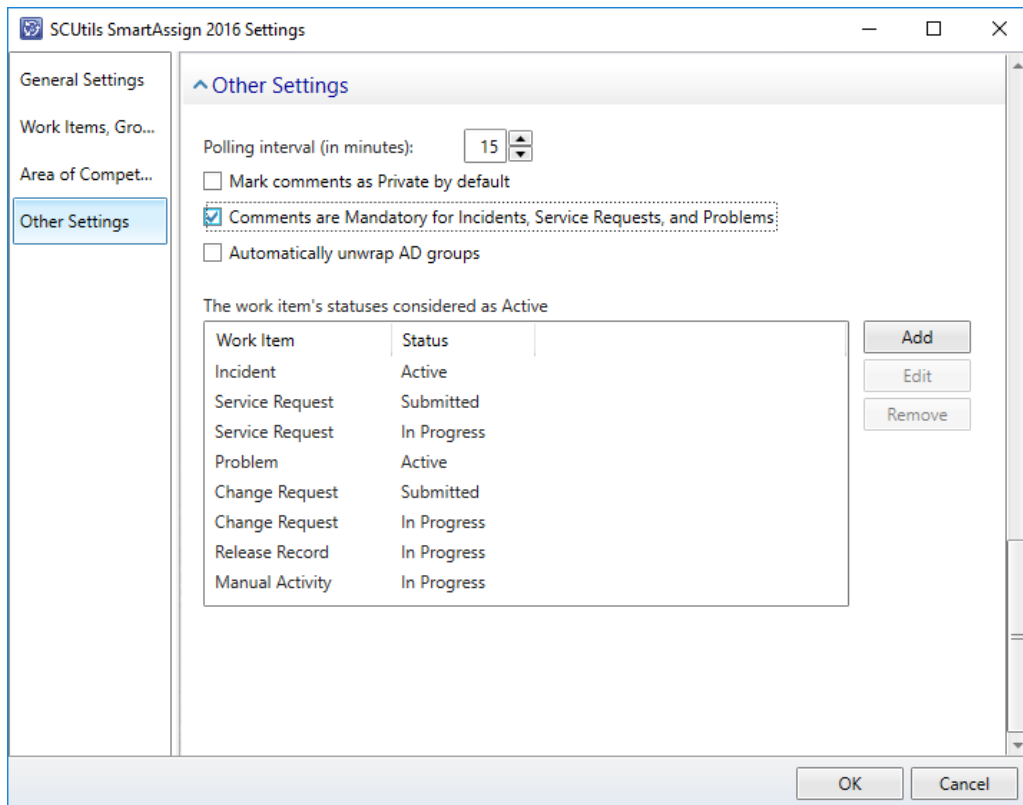 SCUtils SmartAssign 2016 Settings
General Settings
Work Items, Gro...
Area of Compet...
Other Settings
Other Settings
Polling interval (in minutes): 15
Mark comments as Private by default
Comments are Mandatory for Incidents, Service Requests, and Problems
Automatically unwrap AD groups
The work item's statuses considered as Active
Work Item Status
Incident Active
Service Request Submitted
Service Request In Progress
Problem Active
Change Request Submitted
Change Request In Progress
Release Record In Progress
Manual Activity In Progress
Add
Edit
Remove
OK Cancel